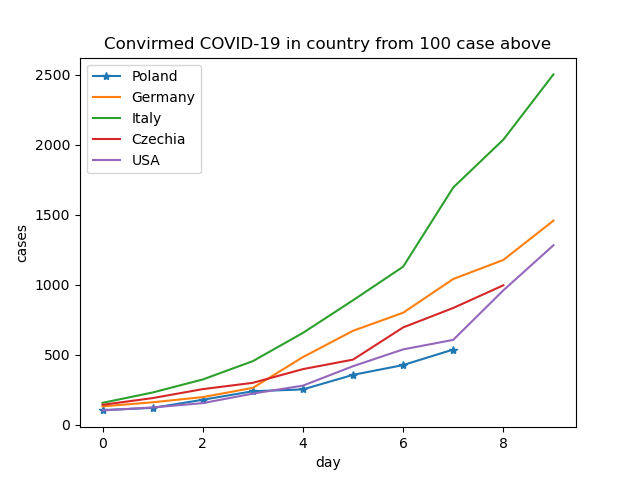 Convirmed COVID-19 in country from 100 case above
Poland
Germany
Italy
Czechia
USA
2500
2000
1500
1000
500
0
cases
0 2 4 6 8
day